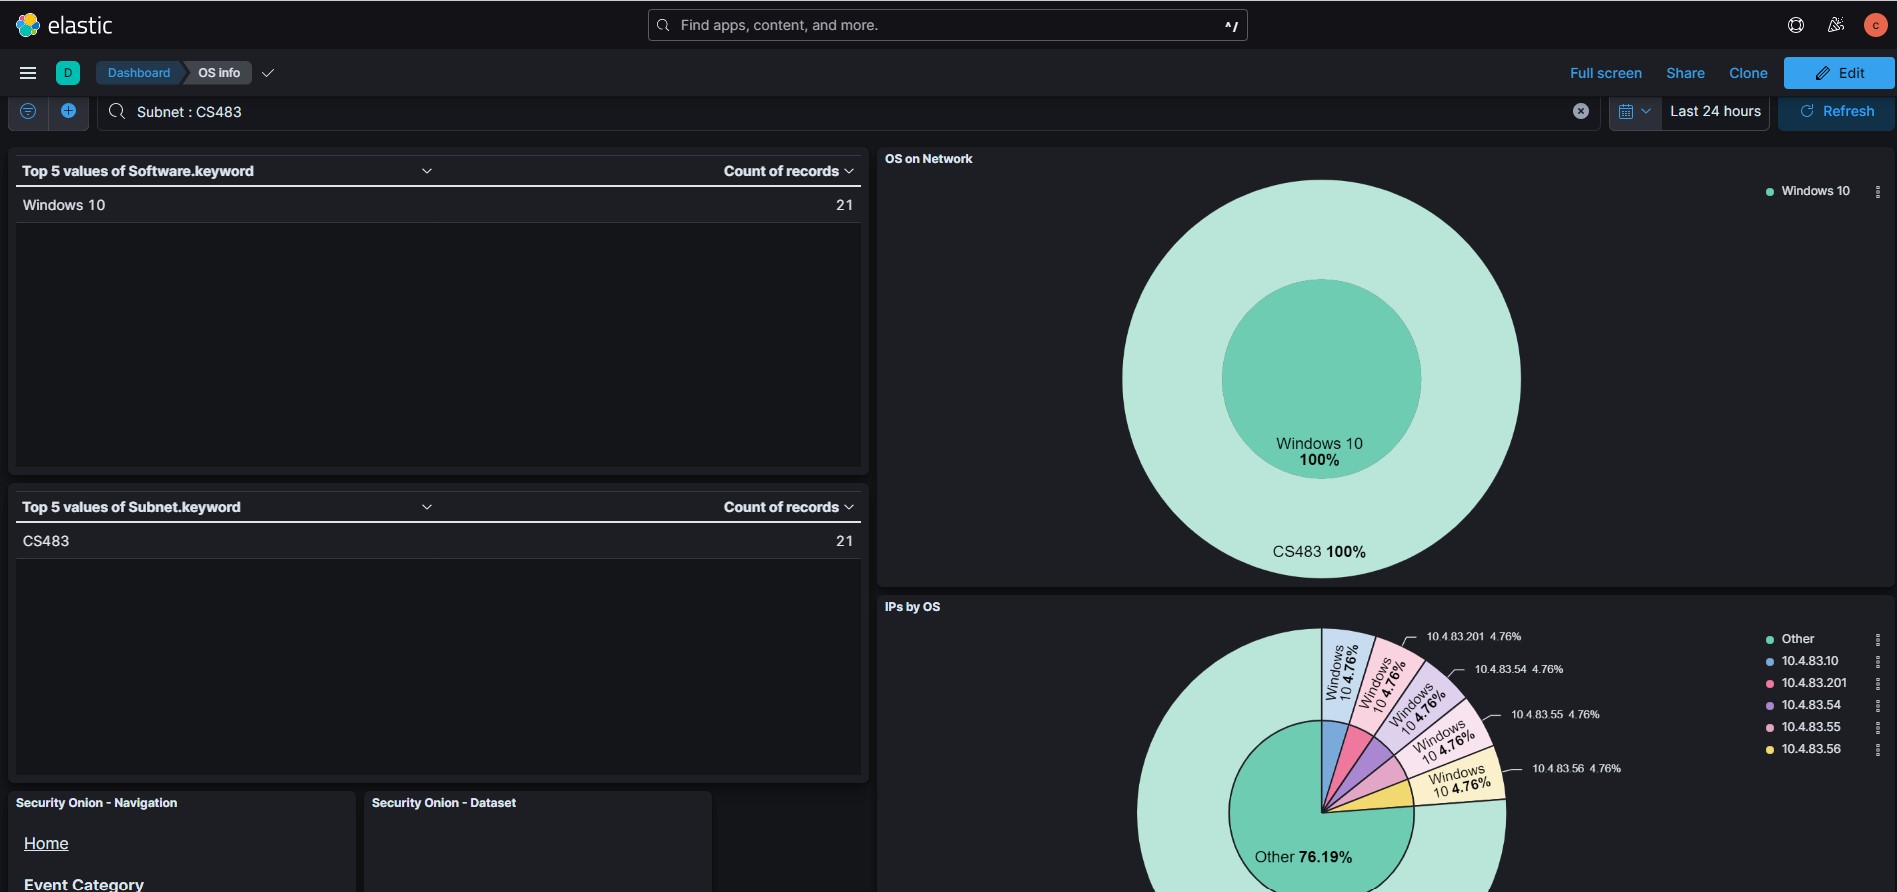 elastic
Find apps, content, and more.
^/
c
D
Dashboard
OS info
Full screen
Share
Clone
Edit
Subnet : CS483
Last 24 hours
Refresh
Top 5 values of Software.keyword
Count of records
Windows 10
21
Top 5 values of Subnet.keyword
Count of records
CS483
21
Security Onion - Navigation
Home
Event Category
Security Onion - Dataset
OS on Network
Windows 10
100%
CS483 100%
Windows 10
IPs by OS
Windows
10 4.76%
Windows
10 4.76%
Windows
10 4.76%
Windows
10 4.76%
Windows
10 4.76%
10.4.83.201 4.76%
10.4.83.54 4.76%
10.4.83.55 4.76%
10.4.83.56 4.76%
Other 76.19%
Other
10.4.83.10
10.4.83.201
10.4.83.54
10.4.83.55
10.4.83.56